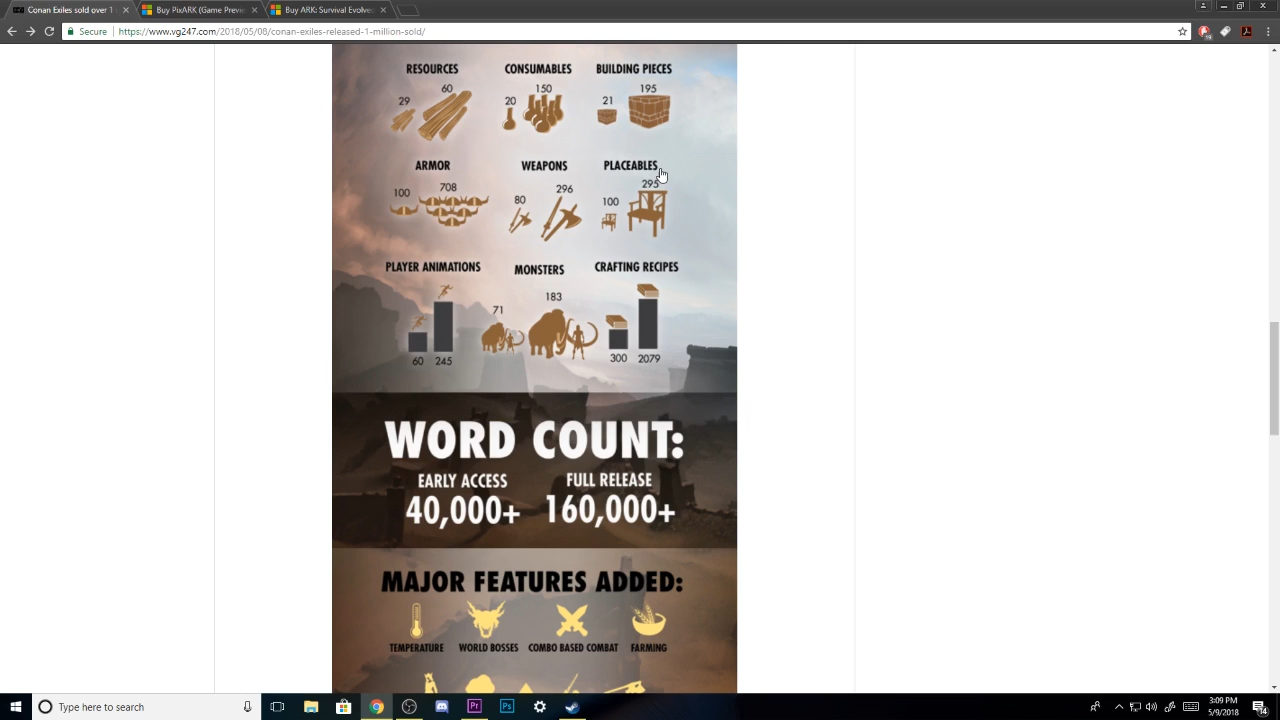 Conan Exiles sold over 1
Buy PixARK (Game Previe
Buy ARK: Survival Evolve
Secure
https://www.vg247.com/2018/05/08/conan-exiles-released-1-million-sold/
RESOURCES CONSUMABLES BUILDING PIECES
29 60 20 150 21 195
ARMOR WEAPONS PLACEABLES
100 708 80 296 100 295
PLAYER ANIMATIONS MONSTERS CRAFTING RECIPES
71 183
60 245 300 2079
WORD COUNT:
EARLY ACCESS FULL RELEASE
40,000+ 160,000+
MAJOR FEATURES ADDED:
TEMPERATURE WORLD BOSSES COMBO BASED COMBAT FARMING
Type here to search
Pr
Ps
3:09 PM
5/9/2018